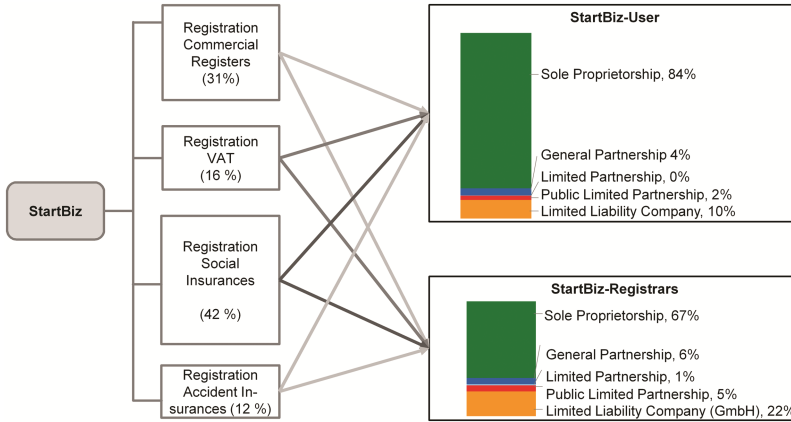 StartBiz
Registration
Commercial
Registers
(31%)
Registration
VAT
(16 %)
Registration
Social
Insurances
(42 %)
Registration
Accident In-
surances (12 %)
StartBiz-User
Sole Proprietorship, 84%
General Partnership 4%
Limited Partnership, 0%
Public Limited Partnership, 2%
Limited Liability Company, 10%
StartBiz-Registrars
Sole Proprietorship, 67%
General Partnership, 6%
Limited Partnership, 1%
Public Limited Partnership, 5%
Limited Liability Company (GmbH), 22%